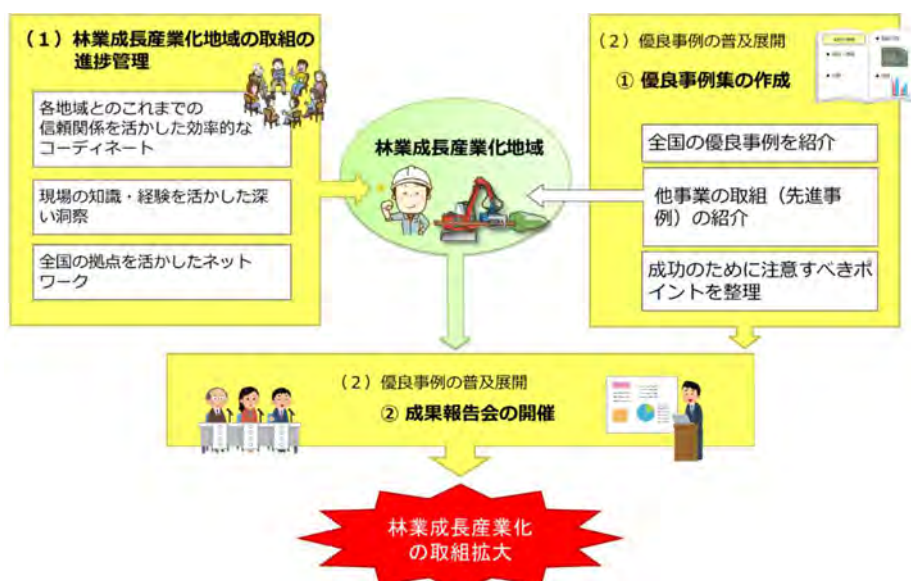 （１）林業成長産業化地域の取組の
進捗管理
各地域とのこれまでの
信頼関係を活かした効率的な
コーディネート
現場の知識・経験を活かした深
い洞察
全国の拠点を活かしたネット
ワーク
林業成長産業化地域
（２）優良事例の普及展開
① 優良事例集の作成
全国の優良事例を紹介
他事業の取組（先進事
例）の紹介
成功のために注意すべきポ
イントを整理
（２）優良事例の普及展開
② 成果報告会の開催
林業成長産業化
の取組拡大